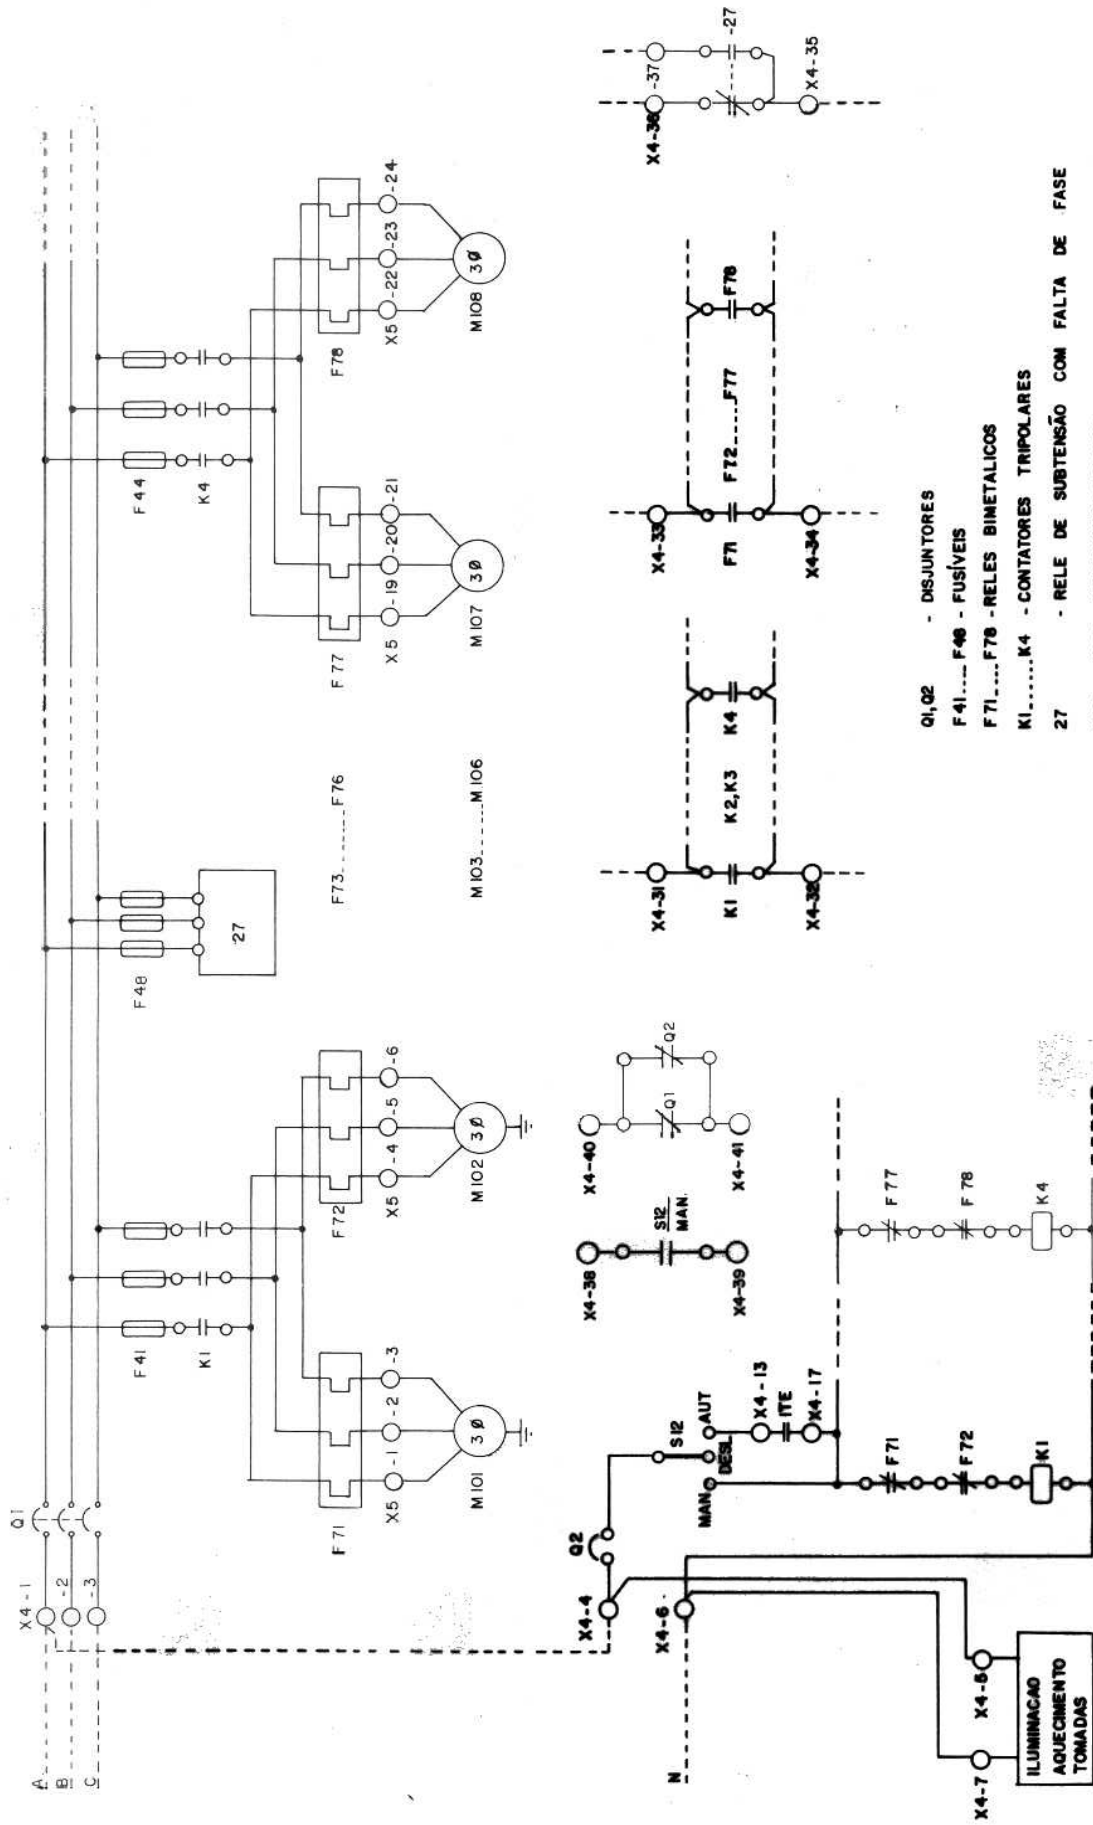 A
B
C
X4-1
-2
-3
Q1
F41
K1
F71
X5
-1
-2
-3
M101
3Ø
F72
X5
-4
-5
-6
M102
3Ø
F48
27
F73------F76
M103------M106
F44
K4
F77
X5
-19
-20
-21
M107
3Ø
F78
X5
-22
-23
-24
M108
3Ø
N
X4-4
X4-6
Q2
S12
MAN
DESL
AUT
X4-13
ITE
X4-17
F71
F72
K1
F77
F78
K4
X4-7
X4-5
ILUMINACAO
AQUECIMENTO
TOMADAS
X4-38
S12
MAN.
X4-39
X4-40
Q1
Q2
X4-41
X4-31
K1
K2,K3
K4
X4-32
X4-33
F71
F72------F77
F78
X4-34
X4-36
-37
-27
X4-35
Q1,Q2 - DISJUNTORES
F41....F48 - FUSÍVEIS
F71....F78 - RELES BIMETALICOS
K1......K4 - CONTATORES TRIPOLARES
27 - RELE DE SUBTENSÃO COM FALTA DE FASE